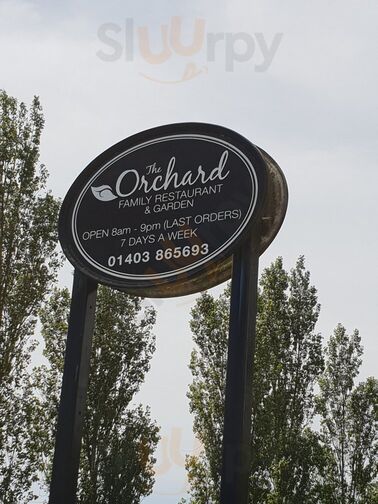 Sluurpy
The
Orchard
FAMILY RESTAURANT
& GARDEN
OPEN 8am - 9pm (LAST ORDERS)
7 DAYS A WEEK
01403 865693